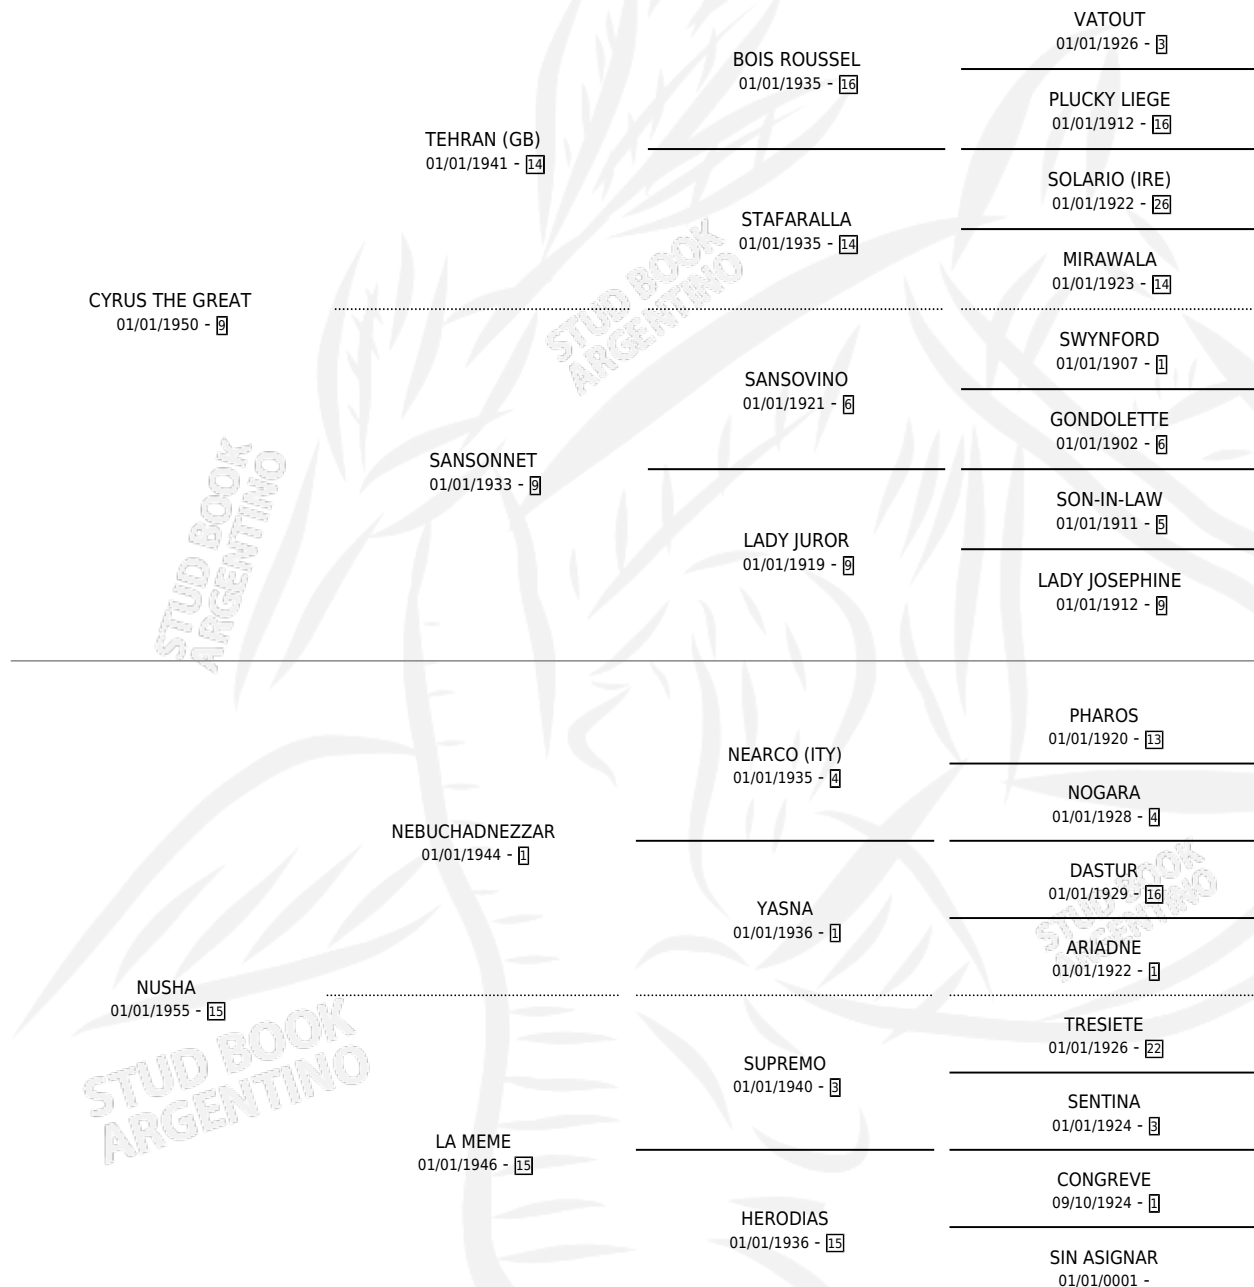 VATOUT
01/01/1926 - 3
BOIS ROUSSEL
01/01/1935 - 16
PLUCKY LIEGE
01/01/1912 - 16
TEHRAN (GB)
01/01/1941 - 14
SOLARIO (IRE)
01/01/1922 - 26
STAFARALLA
01/01/1935 - 14
MIRAWALA
01/01/1923 - 14
CYRUS THE GREAT
01/01/1950 - 9
STUD BOOK
ARGENTINO
SWYNFORD
01/01/1907 - 1
SANSOVINO
01/01/1921 - 6
GONDOLETTE
01/01/1902 - 6
SANSONNET
01/01/1933 - 9
SON-IN-LAW
01/01/1911 - 5
LADY JUROR
01/01/1919 - 9
LADY JOSEPHINE
01/01/1912 - 9
STUD BOOK
ARGENTINO
PHAROS
01/01/1920 - 13
NEARCO (ITY)
01/01/1935 - 4
NOGARA
01/01/1928 - 4
NEBUCHADNEZZAR
01/01/1944 - 1
DASTUR
01/01/1929 - 16
YASNA
01/01/1936 - 1
ARIADNE
01/01/1922 - 1
STUD BOOK
ARGENTINO
NUSHA
01/01/1955 - 15
TRESIETE
01/01/1926 - 22
SUPREMO
01/01/1940 - 3
SENTINA
01/01/1924 - 3
STUD BOOK
ARGENTINO
LA MEME
01/01/1946 - 15
CONGREVE
09/10/1924 - 1
HERODIAS
01/01/1936 - 15
SIN ASIGNAR
01/01/0001 -